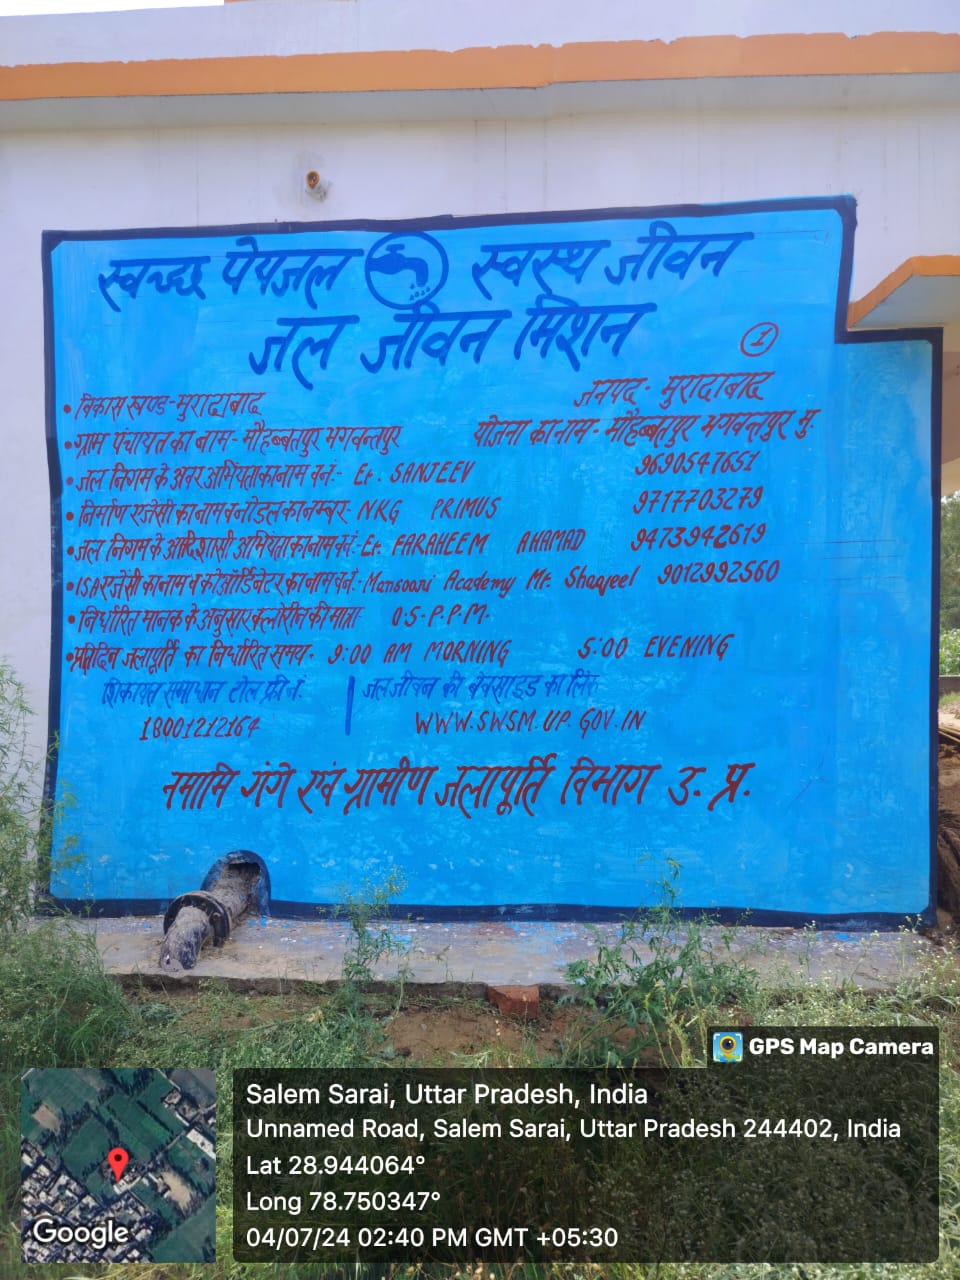 स्वच्छ पेयजल स्वस्थ जीवन
जल जीवन मिशन
1
• विकास खण्ड - मुरादाबाद जनपद - मुरादाबाद
• ग्राम पंचायत का नाम - मौहब्बतपुर भगवन्तपुर योजना का नाम - मौहब्बतपुर भगवन्तपुर मु.
• जल निगम के अवर अभियंता का नाम व नं.- Er. SANJEEV 9690547651
• निर्माण एजेंसी का नाम व नोडल का नम्बर- NKG PRIMUS 9717703279
• जल निगम के अधिशासी अभियंता का नाम व नं.- Er. FARAHEEM AHAMAD 9473942619
• ISA एजेंसी का नाम व कोऑर्डिनेटर का नाम व नं.- Mansoori Academy Mr. Shaqeel 9012992560
• निर्धारित मानक के अनुसार क्लोरीन की मात्रा 0.5-P.P.M.
• प्रतिदिन जलापूर्ति का निर्धारित समय- 9:00 AM MORNING 5:00 EVENING
शिकायत समाधान टोल फ्री नं. | जल जीवन की वेबसाइड का लिंक
18001212164 WWW.SWSM.UP.GOV.IN
नमामि गंगे एवं ग्रामीण जलापूर्ति विभाग उ. प्र.
GPS Map Camera
Salem Sarai, Uttar Pradesh, India
Unnamed Road, Salem Sarai, Uttar Pradesh 244402, India
Lat 28.944064°
Long 78.750347°
04/07/24 02:40 PM GMT +05:30
Google